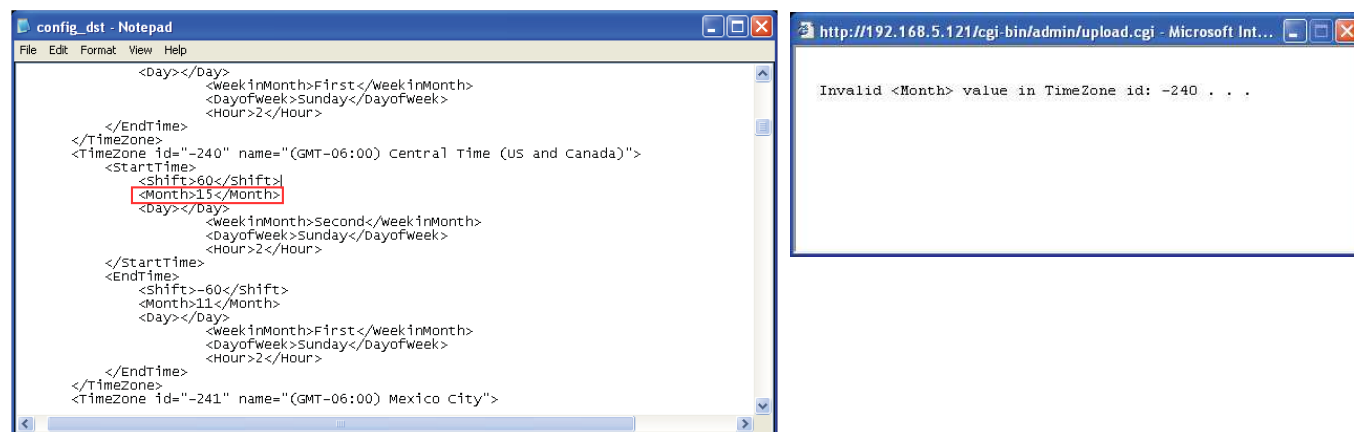 config_dst - Notepad
File Edit Format View Help
<Day></Day>
<WeekinMonth>First</WeekinMonth>
<DayofWeek>Sunday</DayofWeek>
<Hour>2</Hour>
</EndTime>
</TimeZone>
<TimeZone id="-240" name="(GMT-06:00) Central Time (US and Canada)">
<StartTime>
<Shift>60</Shift>
<Month>15</Month>
<Day></Day>
<WeekinMonth>Second</WeekinMonth>
<DayofWeek>Sunday</DayofWeek>
<Hour>2</Hour>
</StartTime>
<EndTime>
<Shift>-60</Shift>
<Month>11</Month>
<Day></Day>
<WeekinMonth>First</WeekinMonth>
<DayofWeek>Sunday</DayofWeek>
<Hour>2</Hour>
</EndTime>
</TimeZone>
<TimeZone id="-241" name="(GMT-06:00) Mexico City">
http://192.168.5.121/cgi-bin/admin/upload.cgi - Microsoft Int...
Invalid <Month> value in TimeZone id: -240 . . .